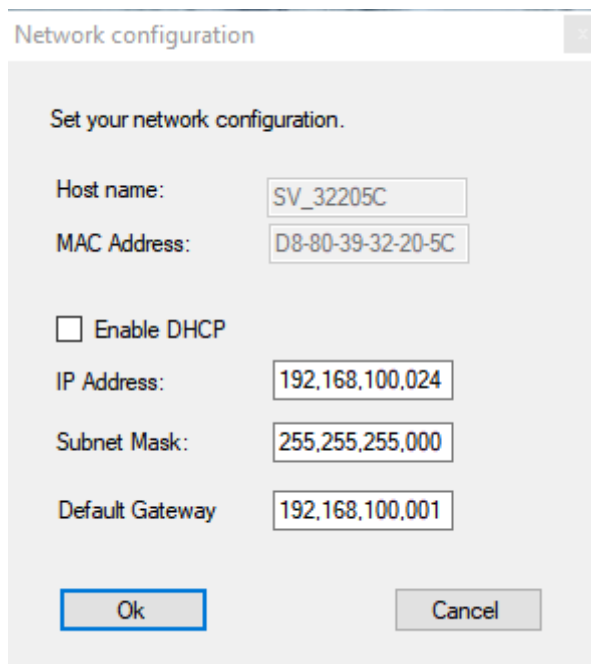 Network configuration
Set your network configuration.
Host name: SV_32205C
MAC Address: D8-80-39-32-20-5C
Enable DHCP
IP Address: 192,168,100,024
Subnet Mask: 255,255,255,000
Default Gateway 192,168,100,001
Ok Cancel